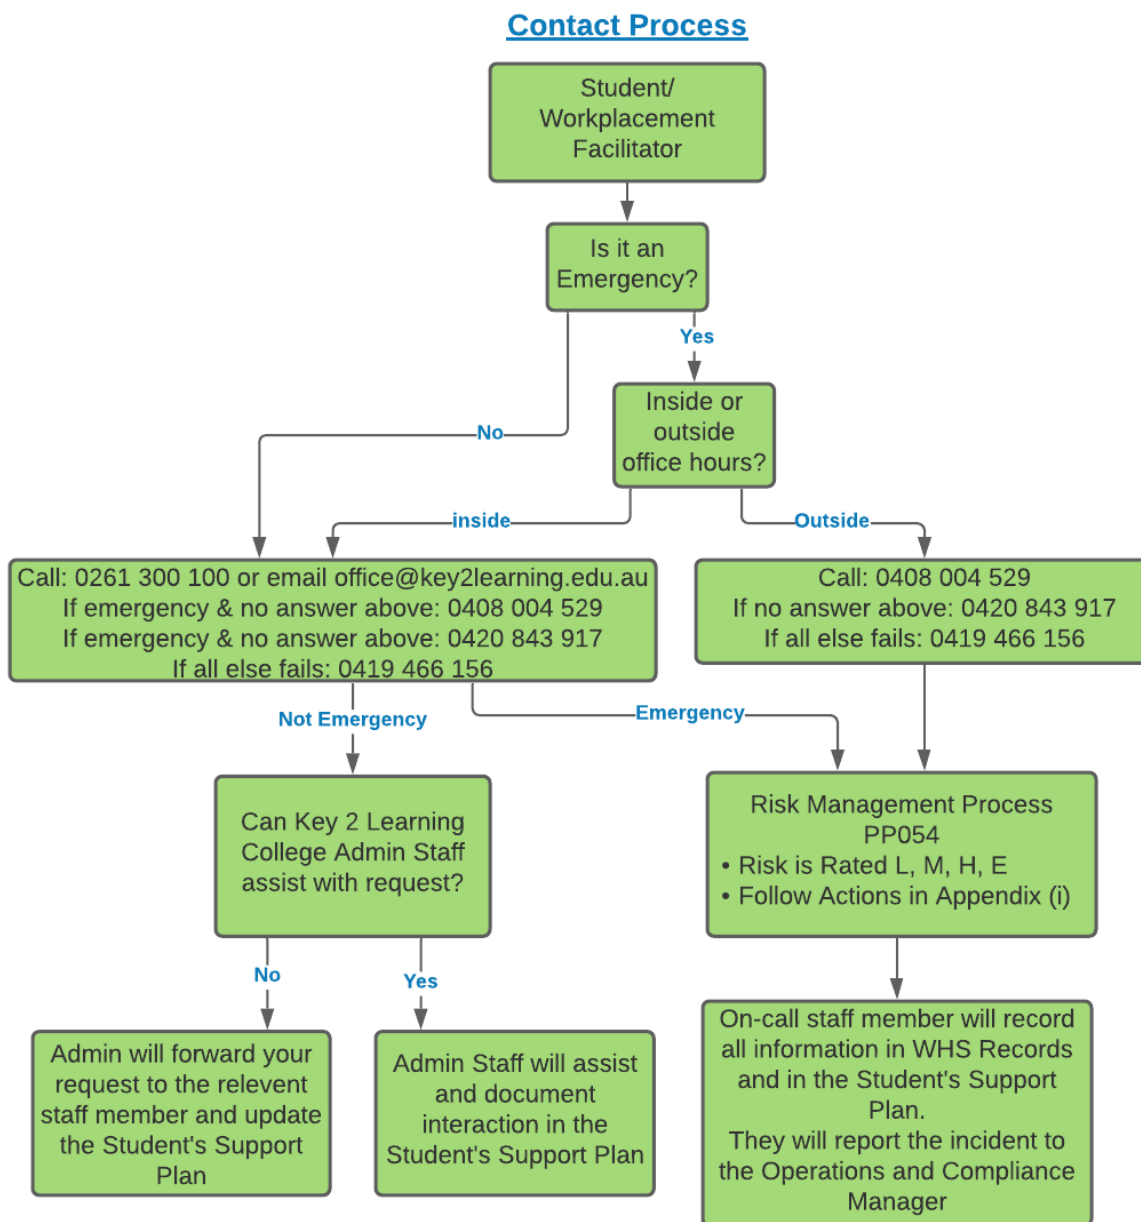 Contact Process
Student/
Workplacement
Facilitator
Is it an
Emergency?
Yes
No
Inside or
outside
office hours?
inside
Outside
Call: 0261 300 100 or email office@key2learning.edu.au
If emergency & no answer above: 0408 004 529
If emergency & no answer above: 0420 843 917
If all else fails: 0419 466 156
Call: 0408 004 529
If no answer above: 0420 843 917
If all else fails: 0419 466 156
Not Emergency
Emergency
Can Key 2 Learning
College Admin Staff
assist with request?
Risk Management Process
PP054
• Risk is Rated L, M, H, E
• Follow Actions in Appendix (i)
No
Yes
Admin will forward your
request to the relevent
staff member and update
the Student's Support
Plan
Admin Staff will assist
and document
interaction in the
Student's Support Plan
On-call staff member will record
all information in WHS Records
and in the Student's Support
Plan.
They will report the incident to
the Operations and Compliance
Manager